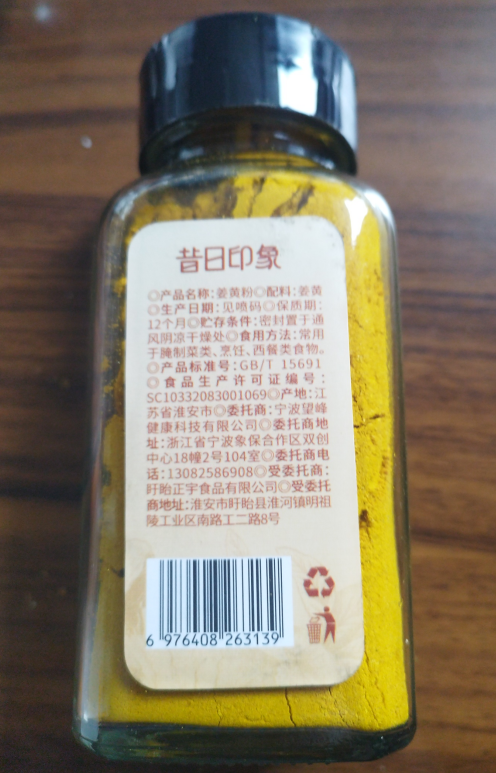 昔日印象
◎产品名称:姜黄粉◎配料:姜黄
◎生产日期:见喷码◎保质期:
12个月◎贮存条件:密封置于通
风阴凉干燥处◎食用方法:常用
于腌制菜类、烹饪、西餐类食物。
◎产品标准号:GB/T 15691
◎食品生产许可证编号:
SC10332083001069◎产地:江
苏省淮安市◎委托商:宁波望峰
健康科技有限公司◎委托商地
址:浙江省宁波象保合作区双创
中心18幢2号104室◎委托商电
话:13082586908◎受委托商:
盱眙正宇食品有限公司◎受委托
商地址:淮安市盱眙县淮河镇明祖
陵工业区南路工二路8号
6 976408 263139